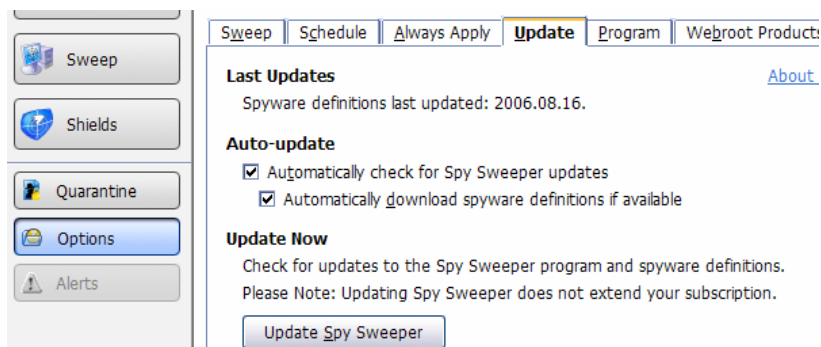 Sweep
Shields
Quarantine
Options
Alerts
Sweep Schedule Always Apply Update Program Webroot Products
Last Updates About
Spyware definitions last updated: 2006.08.16.
Auto-update
Automatically check for Spy Sweeper updates
Automatically download spyware definitions if available
Update Now
Check for updates to the Spy Sweeper program and spyware definitions.
Please Note: Updating Spy Sweeper does not extend your subscription.
Update Spy Sweeper